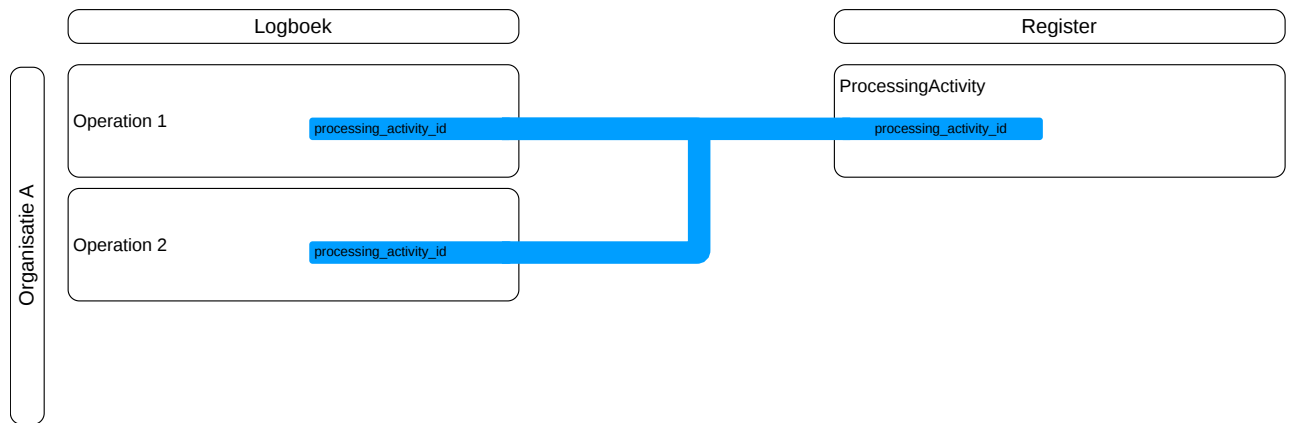 Logboek
Register
Organisatie A
Operation 1
processing_activity_id
ProcessingActivity
processing_activity_id
Operation 2
processing_activity_id